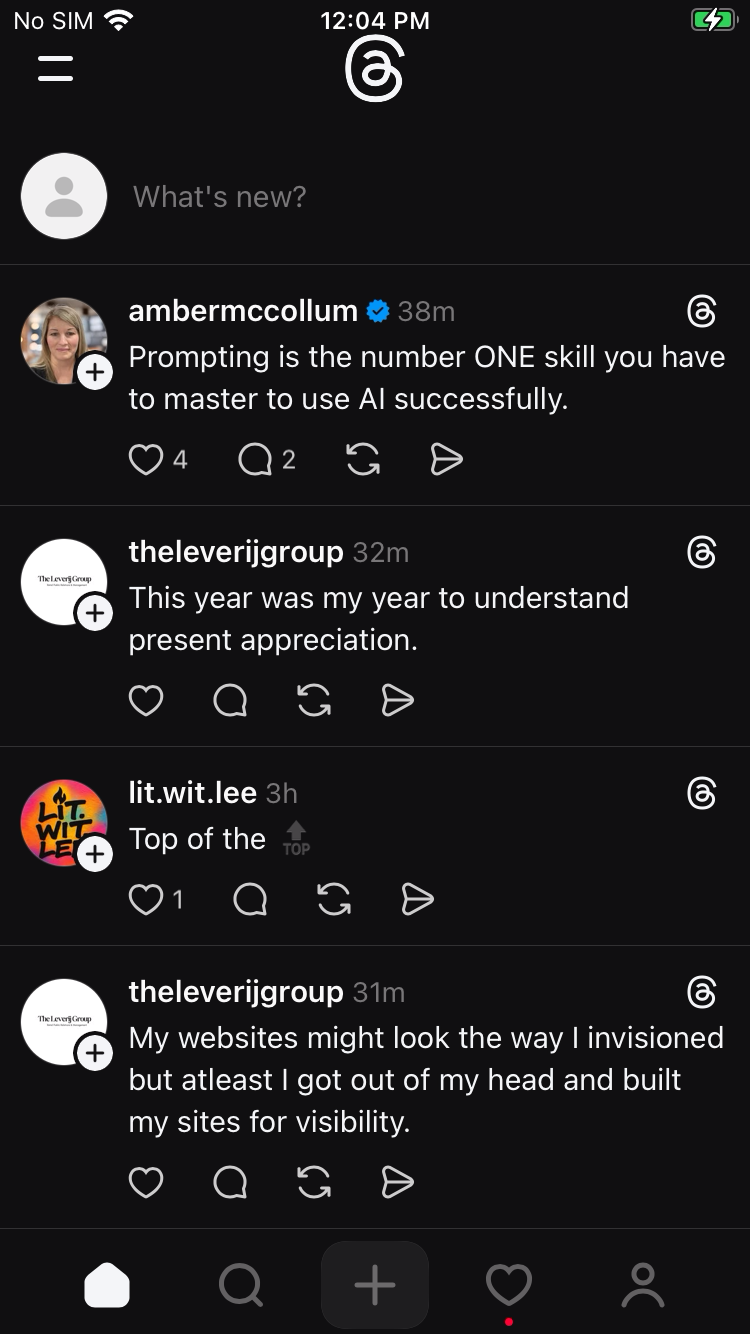 No SIM 12:04 PM
What's new?
ambermccollum 38m
Prompting is the number ONE skill you have
to master to use AI successfully.
4 2
The Leverij Group
theleverijgroup 32m
This year was my year to understand
present appreciation.
LIT.
WIT
LEE
lit.wit.lee 3h
Top of the TOP
1
The Leverij Group
theleverijgroup 31m
My websites might look the way I invisioned
but atleast I got out of my head and built
my sites for visibility.